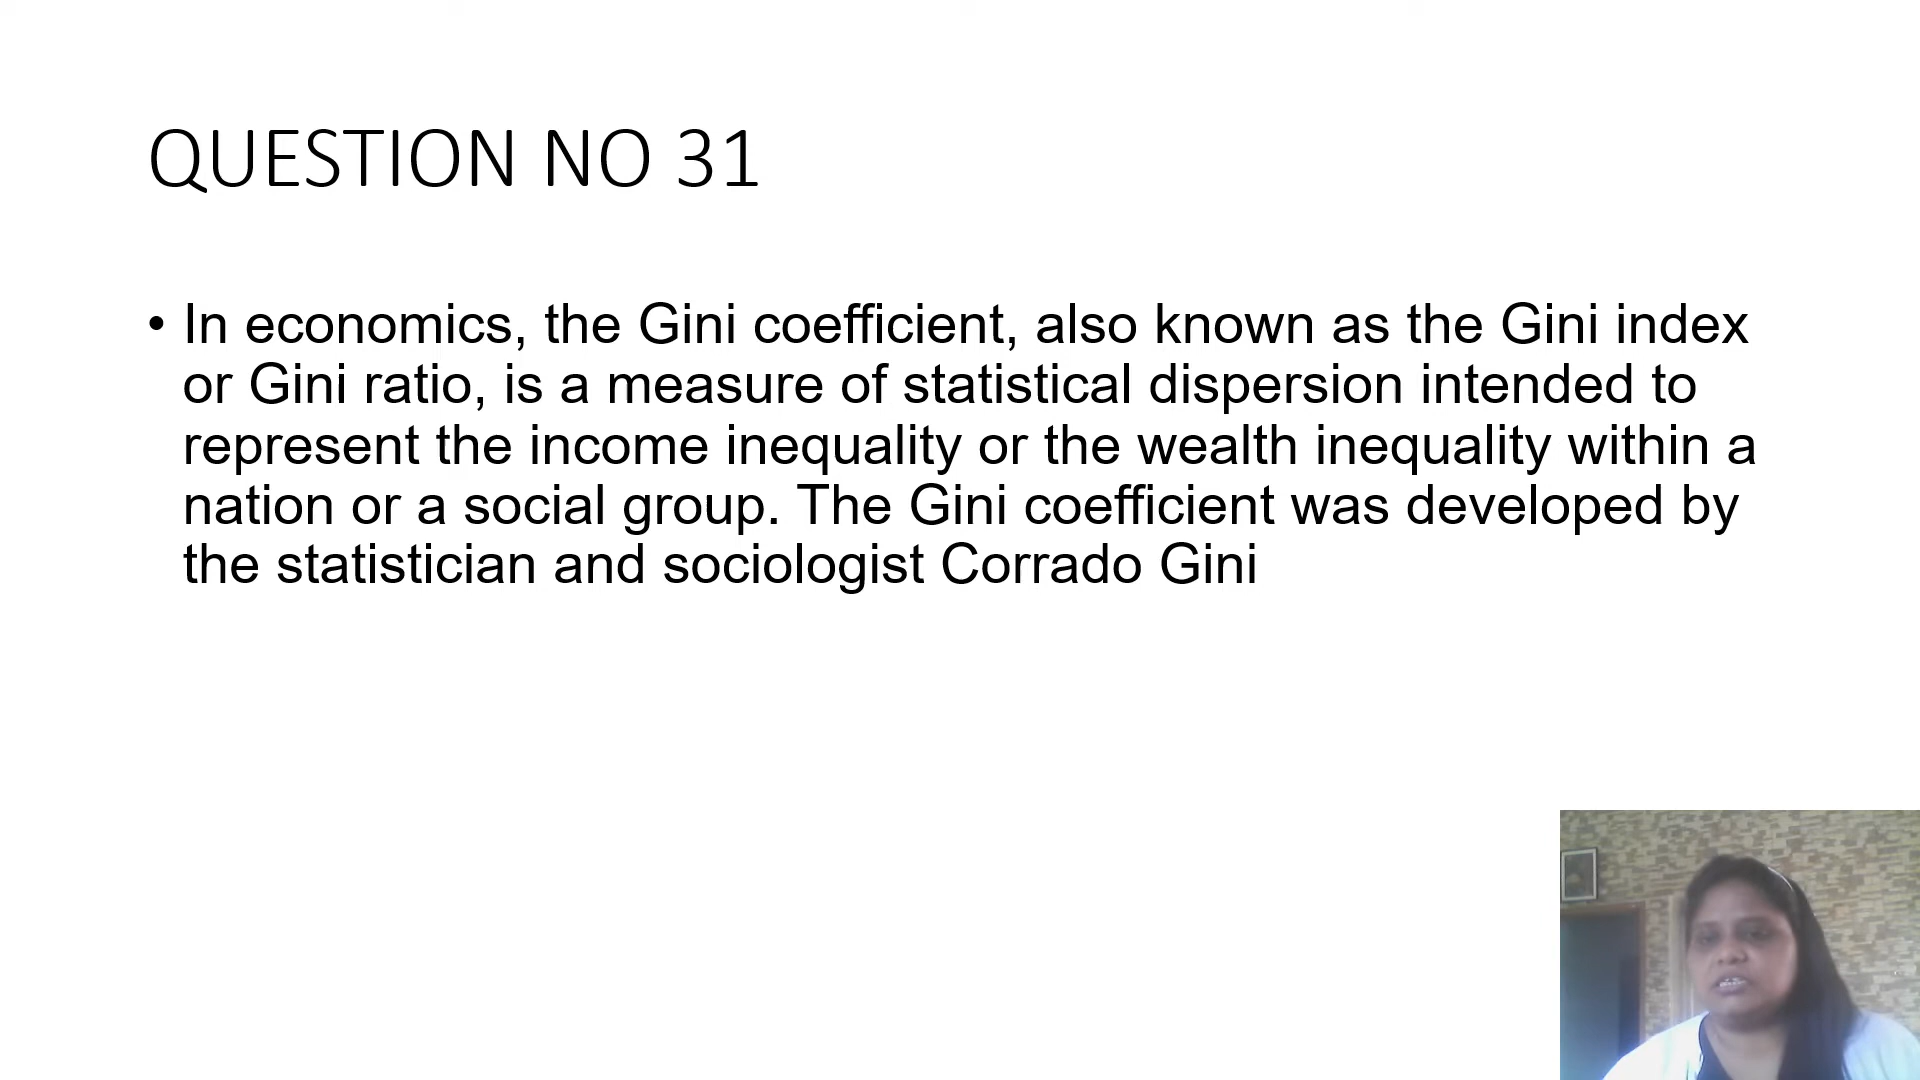 QUESTION NO 31
• In economics, the Gini coefficient, also known as the Gini index
or Gini ratio, is a measure of statistical dispersion intended to
represent the income inequality or the wealth inequality within a
nation or a social group. The Gini coefficient was developed by
the statistician and sociologist Corrado Gini